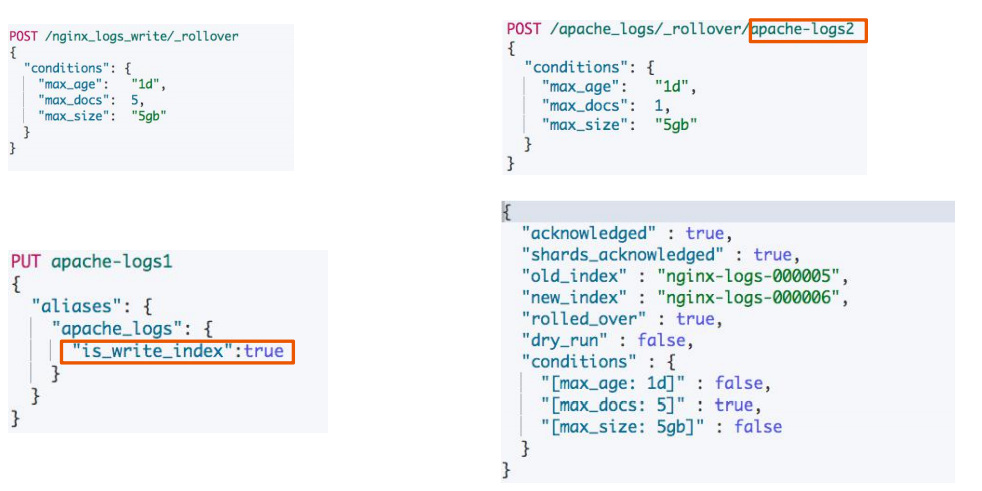 POST /nginx_logs_write/_rollover
{
  "conditions": {
    "max_age":   "1d",
    "max_docs":  5,
    "max_size":  "5gb"
  }
}
POST /apache_logs/_rollover/apache-logs2
{
  "conditions": {
    "max_age":   "1d",
    "max_docs":  1,
    "max_size":  "5gb"
  }
}
PUT apache-logs1
{
  "aliases": {
    "apache_logs": {
      "is_write_index":true
    }
  }
}
{
  "acknowledged" : true,
  "shards_acknowledged" : true,
  "old_index" : "nginx-logs-000005",
  "new_index" : "nginx-logs-000006",
  "rolled_over" : true,
  "dry_run" : false,
  "conditions" : {
    "[max_age: 1d]" : false,
    "[max_docs: 5]" : true,
    "[max_size: 5gb]" : false
  }
}